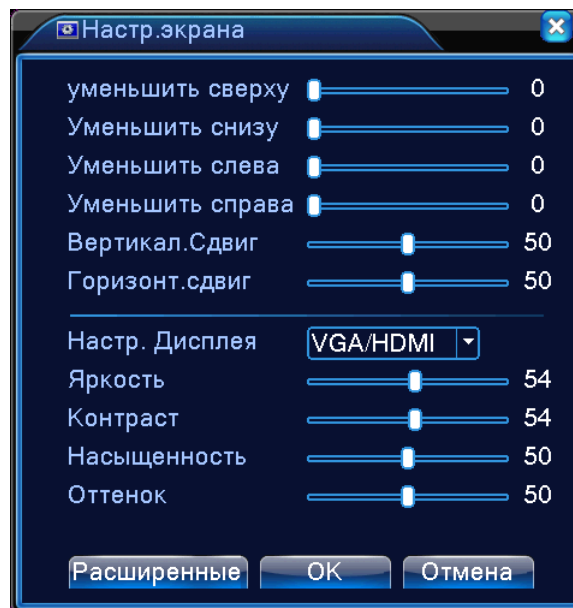 Настр.экрана
уменьшить сверху 0
Уменьшить снизу 0
Уменьшить слева 0
Уменьшить справа 0
Вертикал.Сдвиг 50
Горизонт.сдвиг 50
Настр. Дисплея VGA/HDMI
Яркость 54
Контраст 54
Насыщенность 50
Оттенок 50
Расширенные OK Отмена